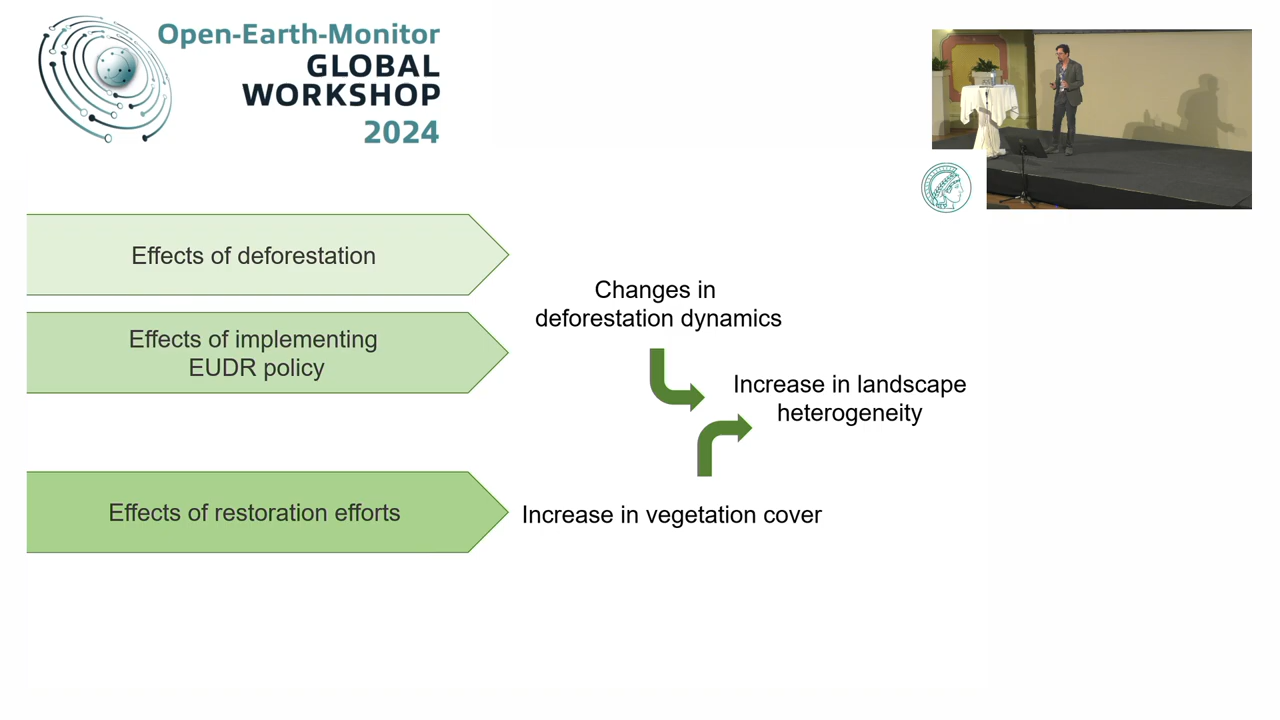 Open-Earth-Monitor
GLOBAL
WORKSHOP
2024
Effects of deforestation
Effects of implementing
EUDR policy
Changes in
deforestation dynamics
Increase in landscape
heterogeneity
Effects of restoration efforts
Increase in vegetation cover